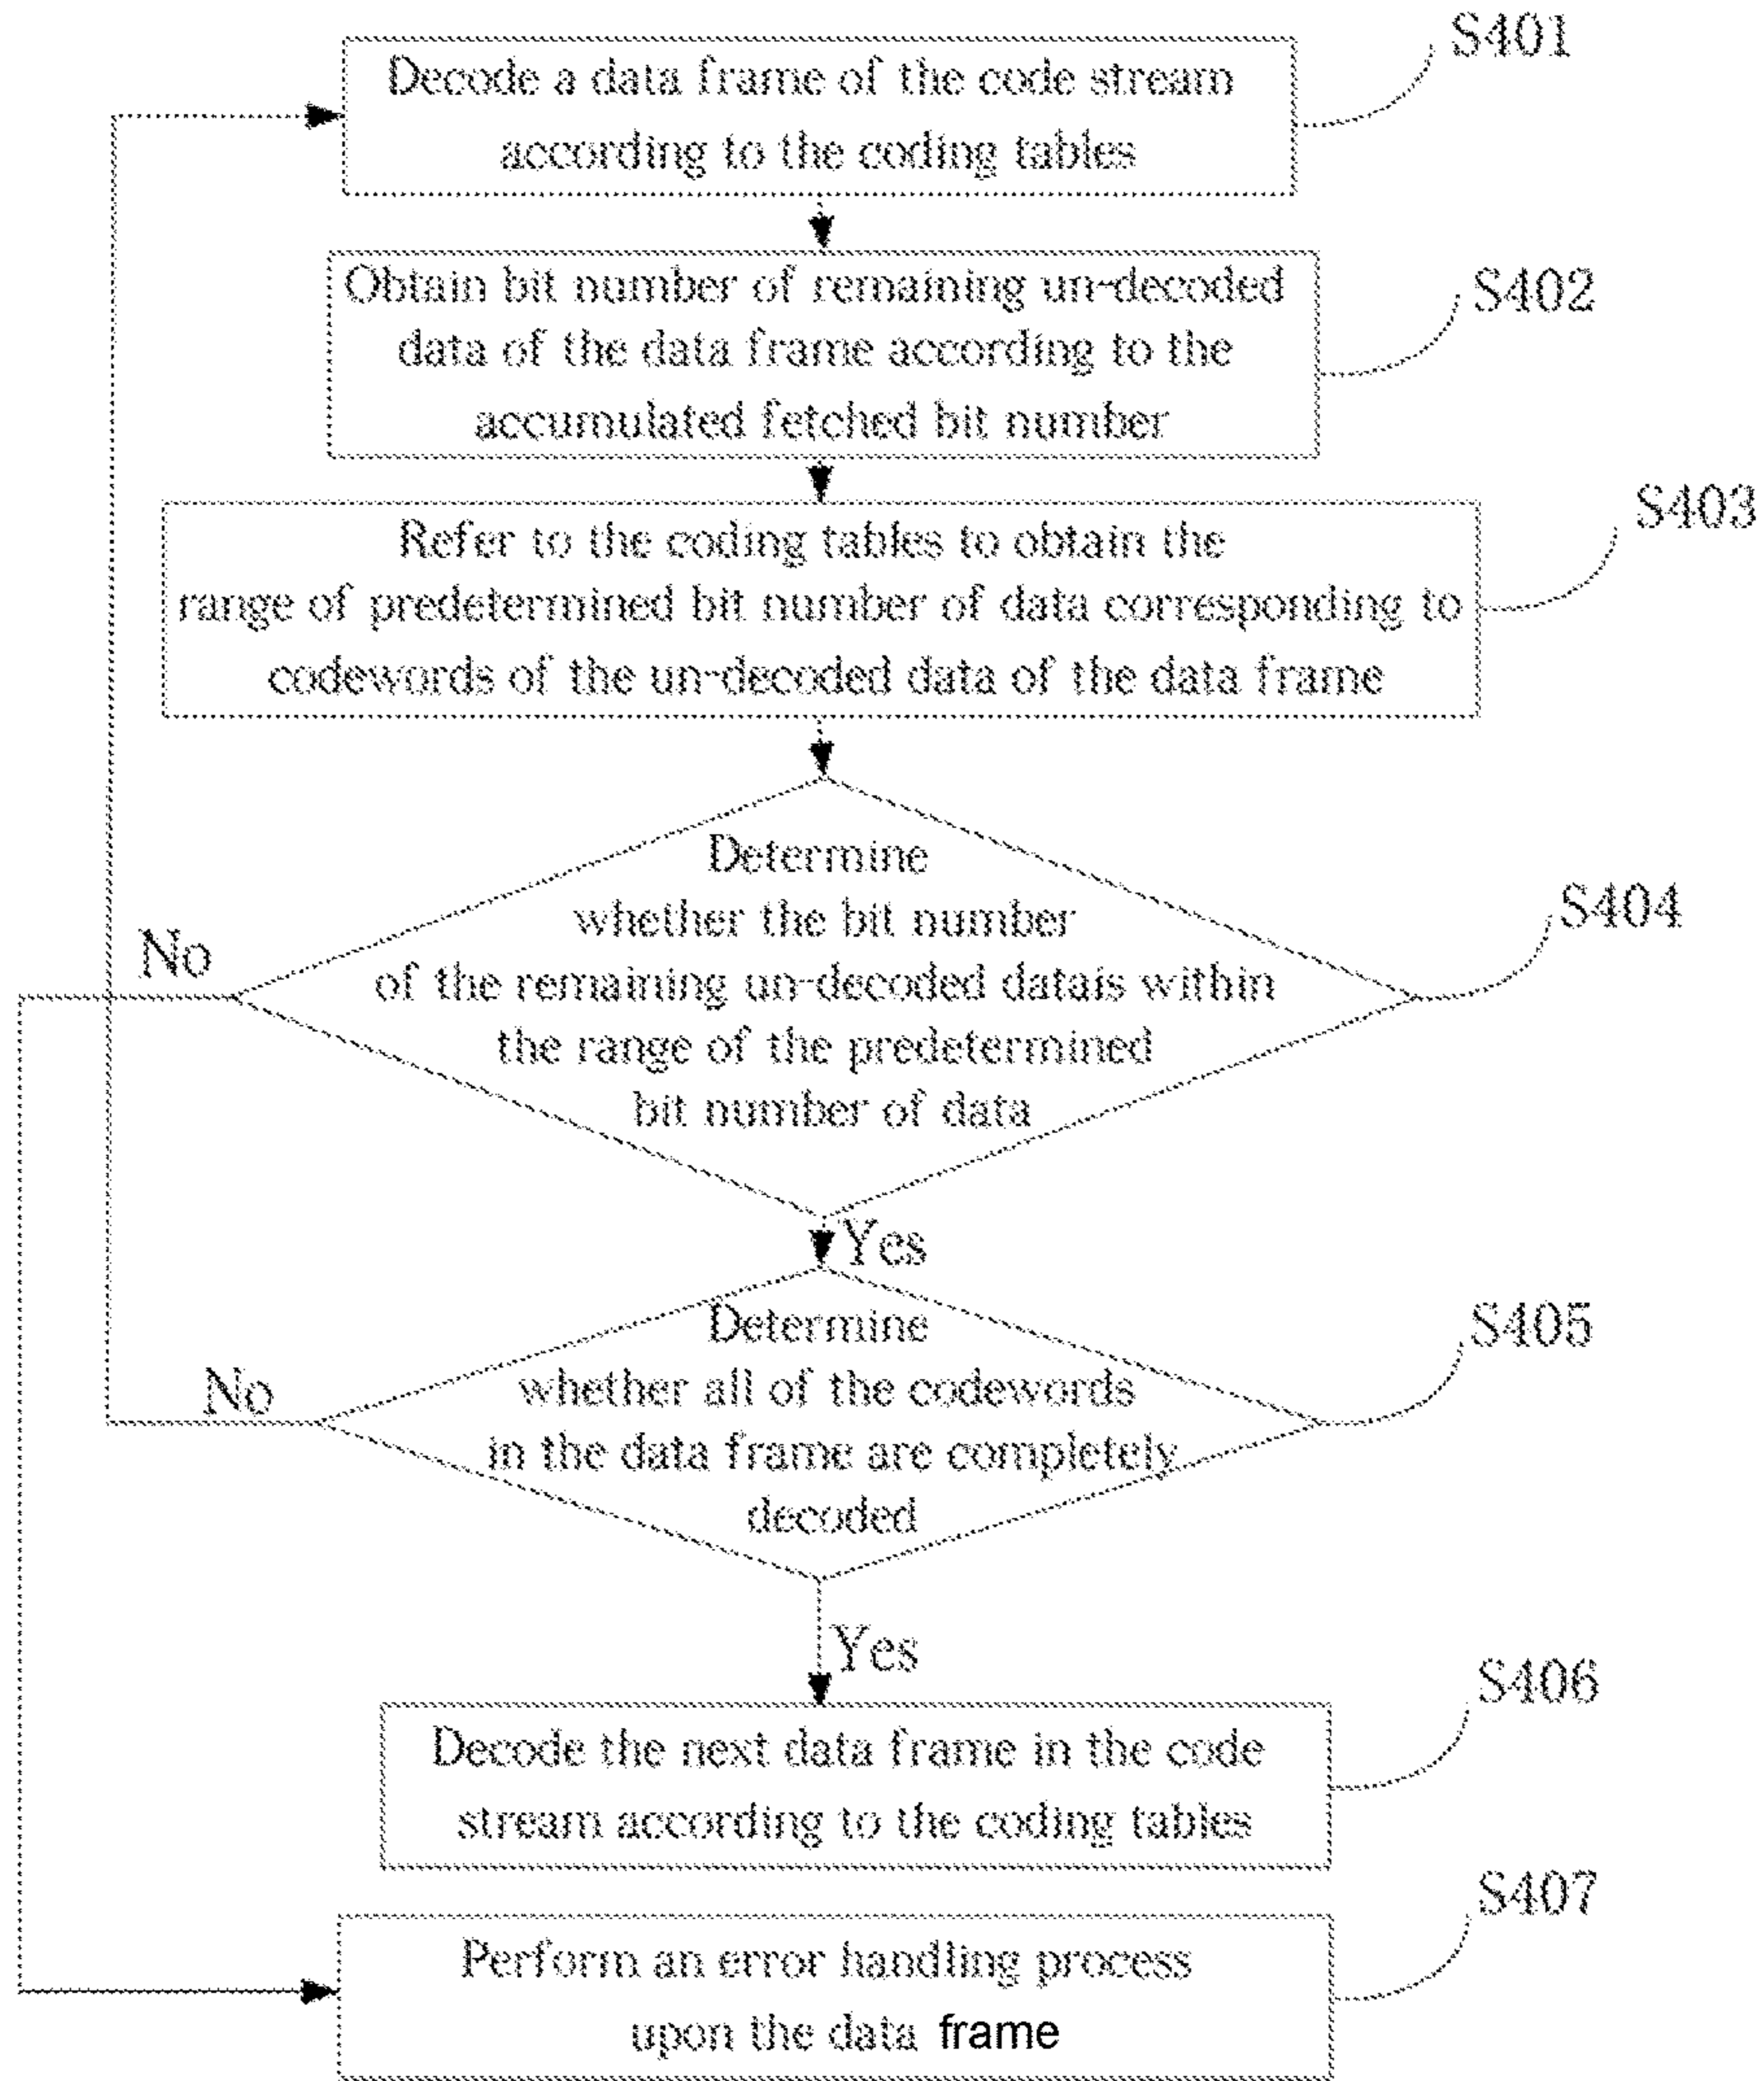 S401
Decode a data frame of the code stream
according to the coding tables
S402
Obtain bit number of remaining un-decoded
data of the data frame according to the
accumulated fetched bit number
S403
Refer to the coding tables to obtain the
range of predetermined bit number of data corresponding to
codewords of the un-decoded data of the data frame
S404
Determine
whether the bit number
of the remaining un-decoded datais within
the range of the predetermined
bit number of data
No
Yes
S405
Determine
whether all of the codewords
in the data frame are completely
decoded
No
Yes
S406
Decode the next data frame in the code
stream according to the coding tables
S407
Perform an error handling process
upon the data frame